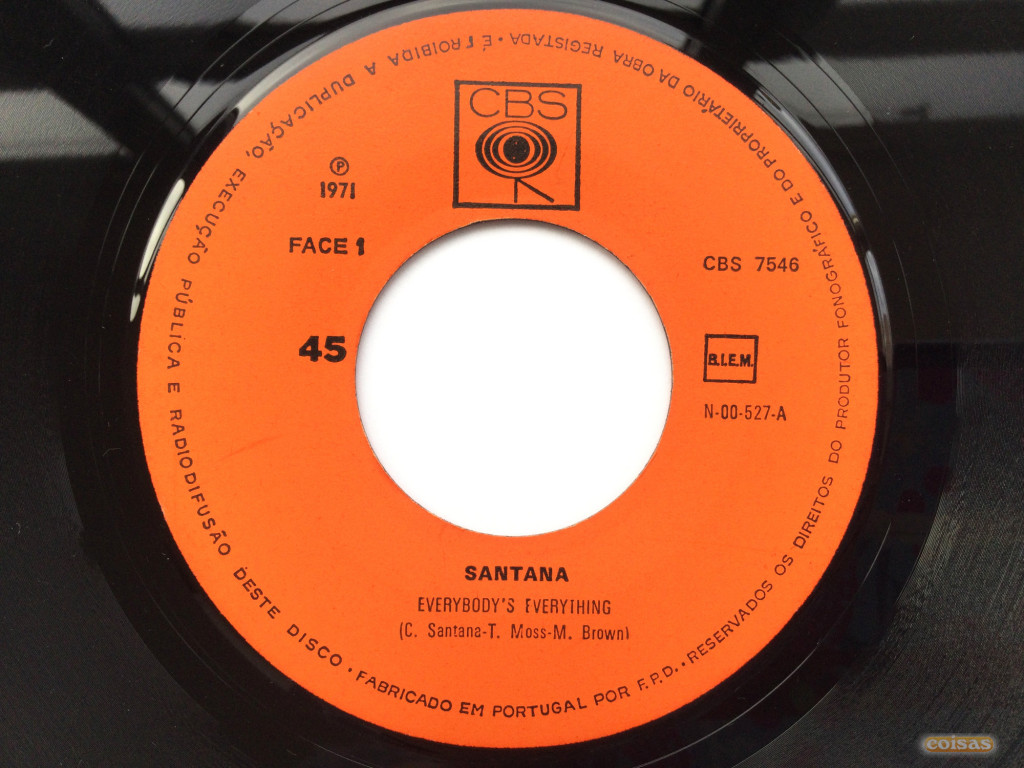 CBS
℗
1971
FACE 1
CBS 7546
45
B.I.E.M.
N-00-527-A
SANTANA
EVERYBODY'S EVERYTHING
(C. Santana-T. Moss-M. Brown)
FABRICADO EM PORTUGAL POR F.P.D. • RESERVADOS OS DIREITOS DO PRODUTOR FONOGRÁFICO E DO PROPRIETÁRIO DA OBRA REGISTADA • É PROIBIDA A DUPLICAÇÃO, EXECUÇÃO PÚBLICA E RADIODIFUSÃO DESTE DISCO •
coisas